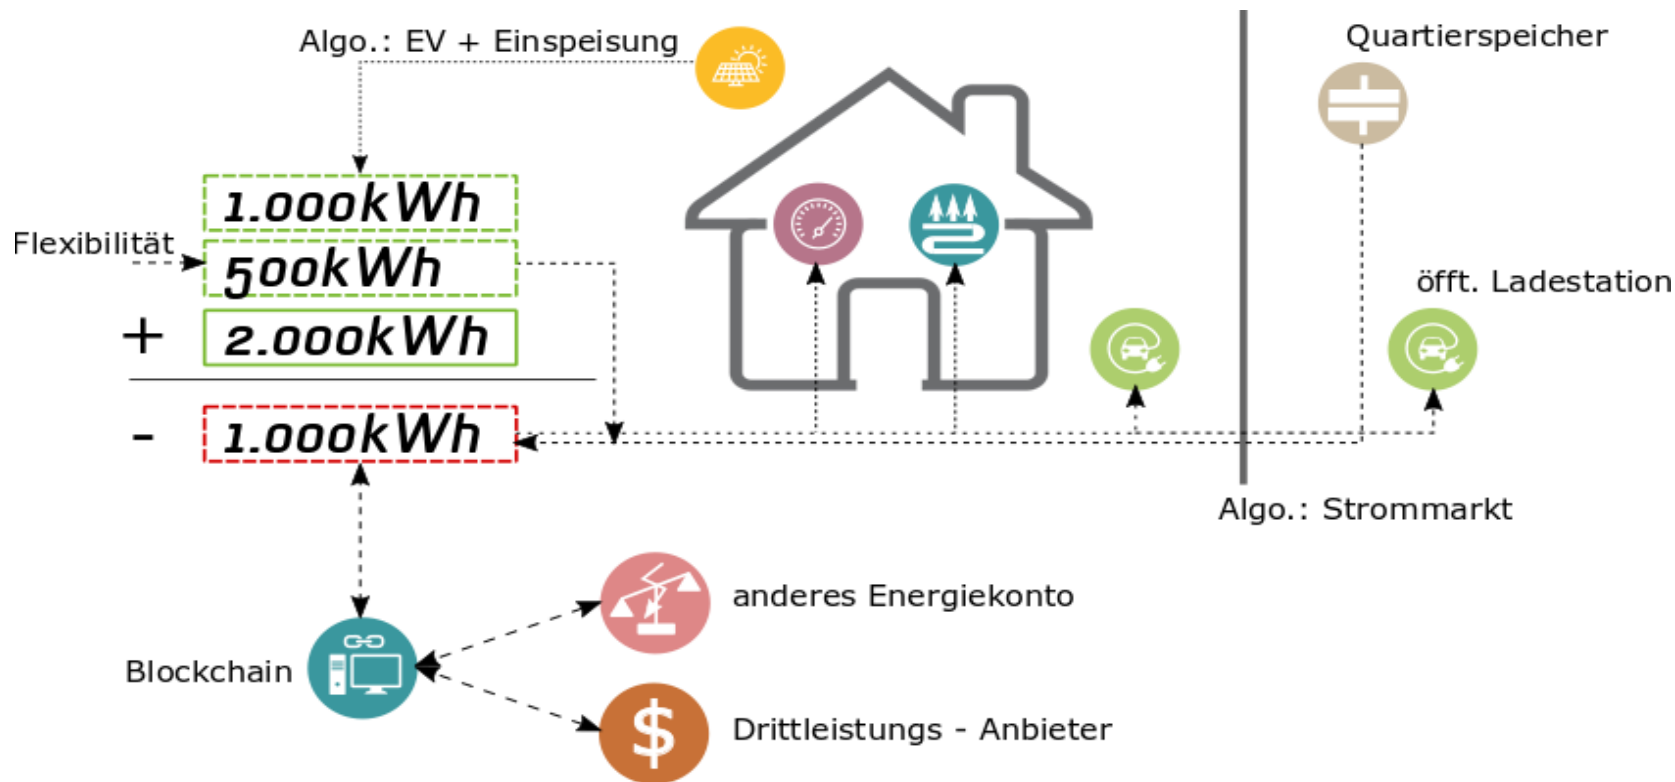 Algo.: EV + Einspeisung
Quartierspeicher
1.000kWh
Flexibilität
500kWh
öfft. Ladestation
+
2.000kWh
-
1.000kWh
Algo.: Strommarkt
anderes Energiekonto
Blockchain
$
Drittleistungs - Anbieter